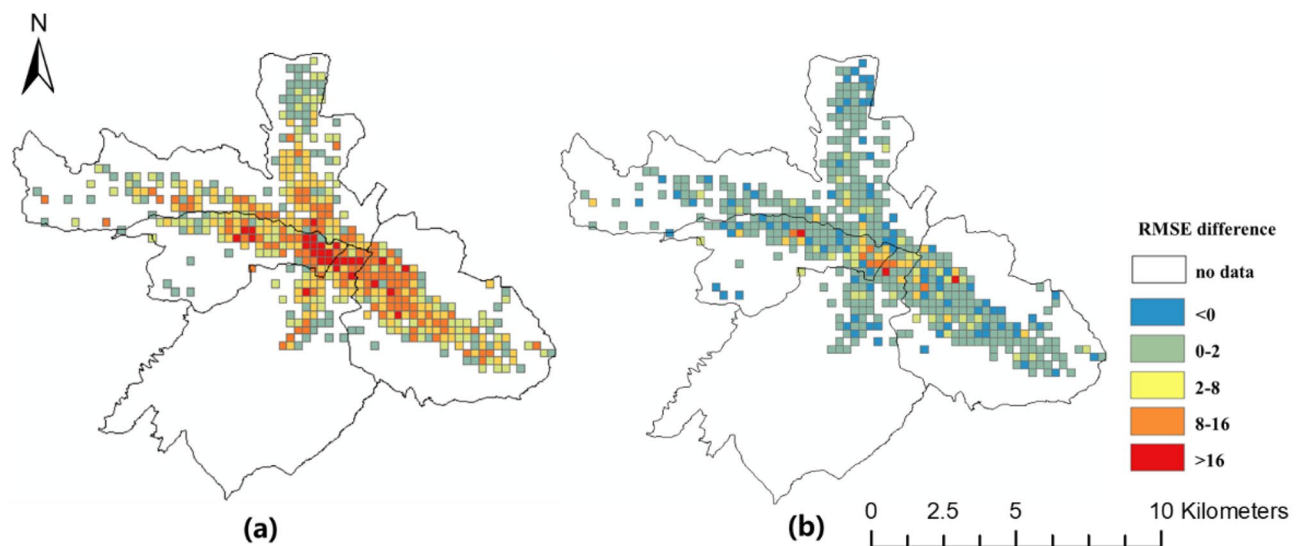 N
RMSE difference
no data
<0
0-2
2-8
8-16
>16
(a)
(b)
0 2.5 5 10 Kilometers